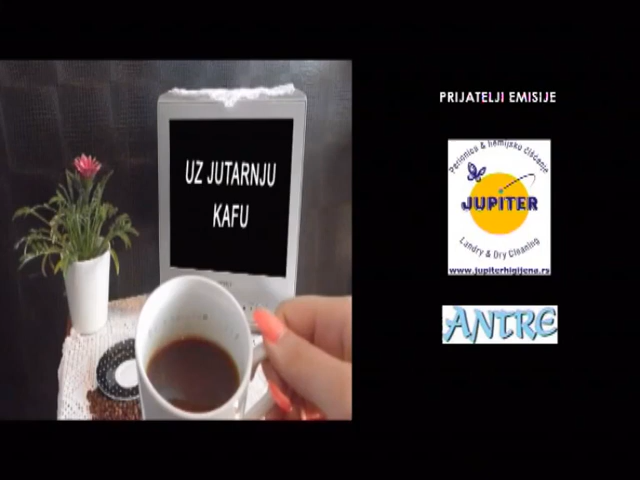 UZ JUTARNJU
KAFU
PRIJATELJI EMISIJE
Perionica & hemijsko čišćenje
JUPITER
Landry & Dry Cleaning
www.jupiterhigijena.rs
ANTRE